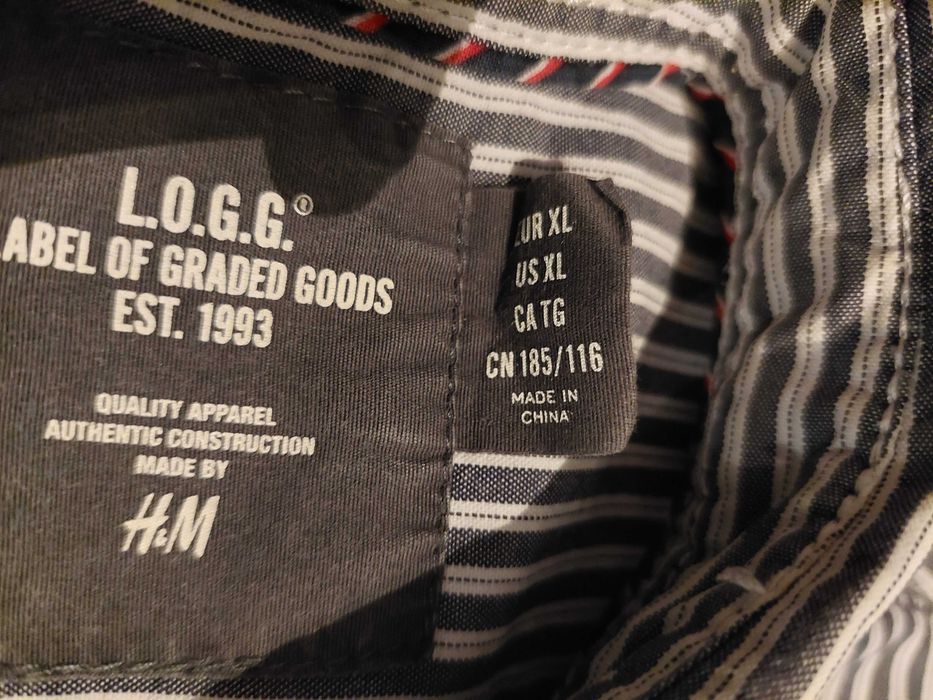 L.O.G.G.®
ABEL OF GRADED GOODS
EST. 1993
QUALITY APPAREL
AUTHENTIC CONSTRUCTION
MADE BY
H&M
EUR XL
US XL
CA TG
CN 185/116
MADE IN
CHINA